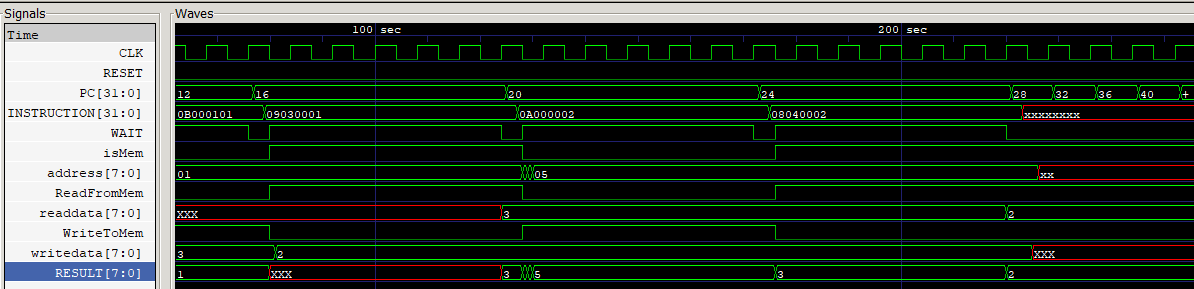 Signals Waves
Time 100 sec 200 sec
CLK
RESET
PC[31:0] 12 16 20 24 28 32 36 40 +
INSTRUCTION[31:0] 0B000101 09030001 0A000002 08040002 xxxxxxxx
WAIT
isMem
address[7:0] 01 05 xx
ReadFromMem
readdata[7:0] XXX 3 2
WriteToMem
writedata[7:0] 3 2 XXX
RESULT[7:0] 1 XXX 3 5 3 2